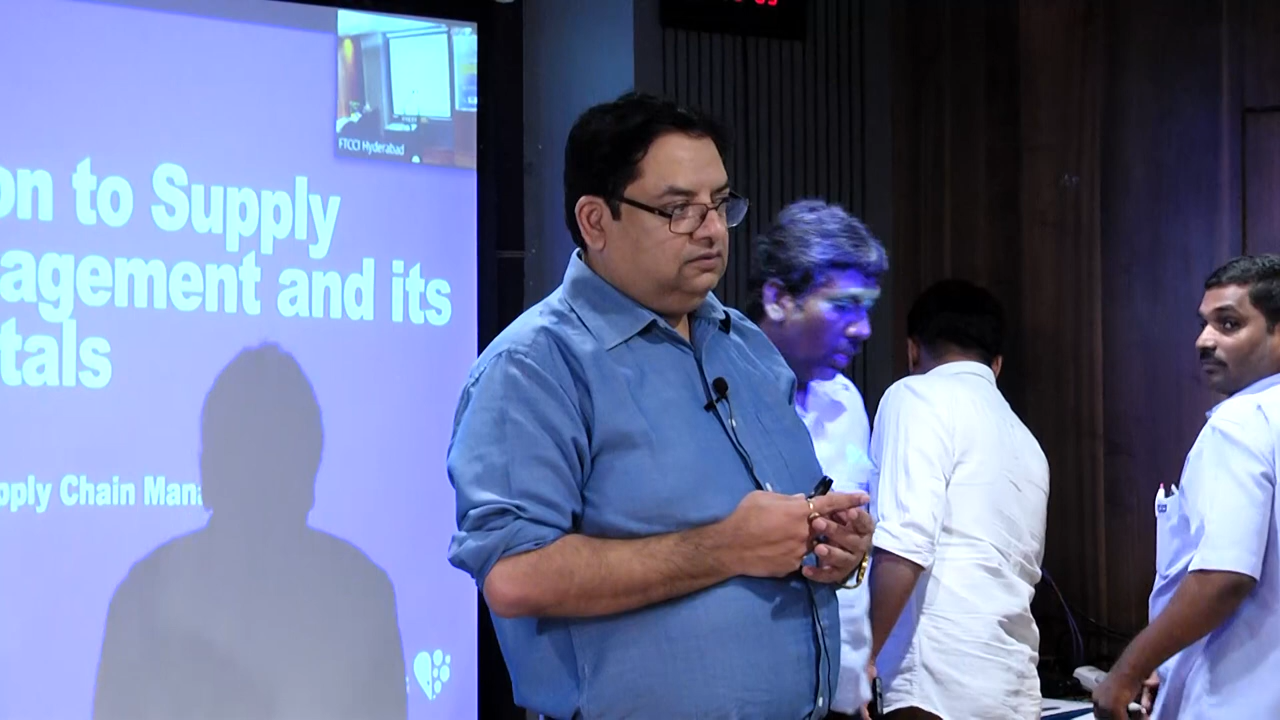 FTCCI Hyderabad
on to Supply
agement and its
tals
pply Chain Mana